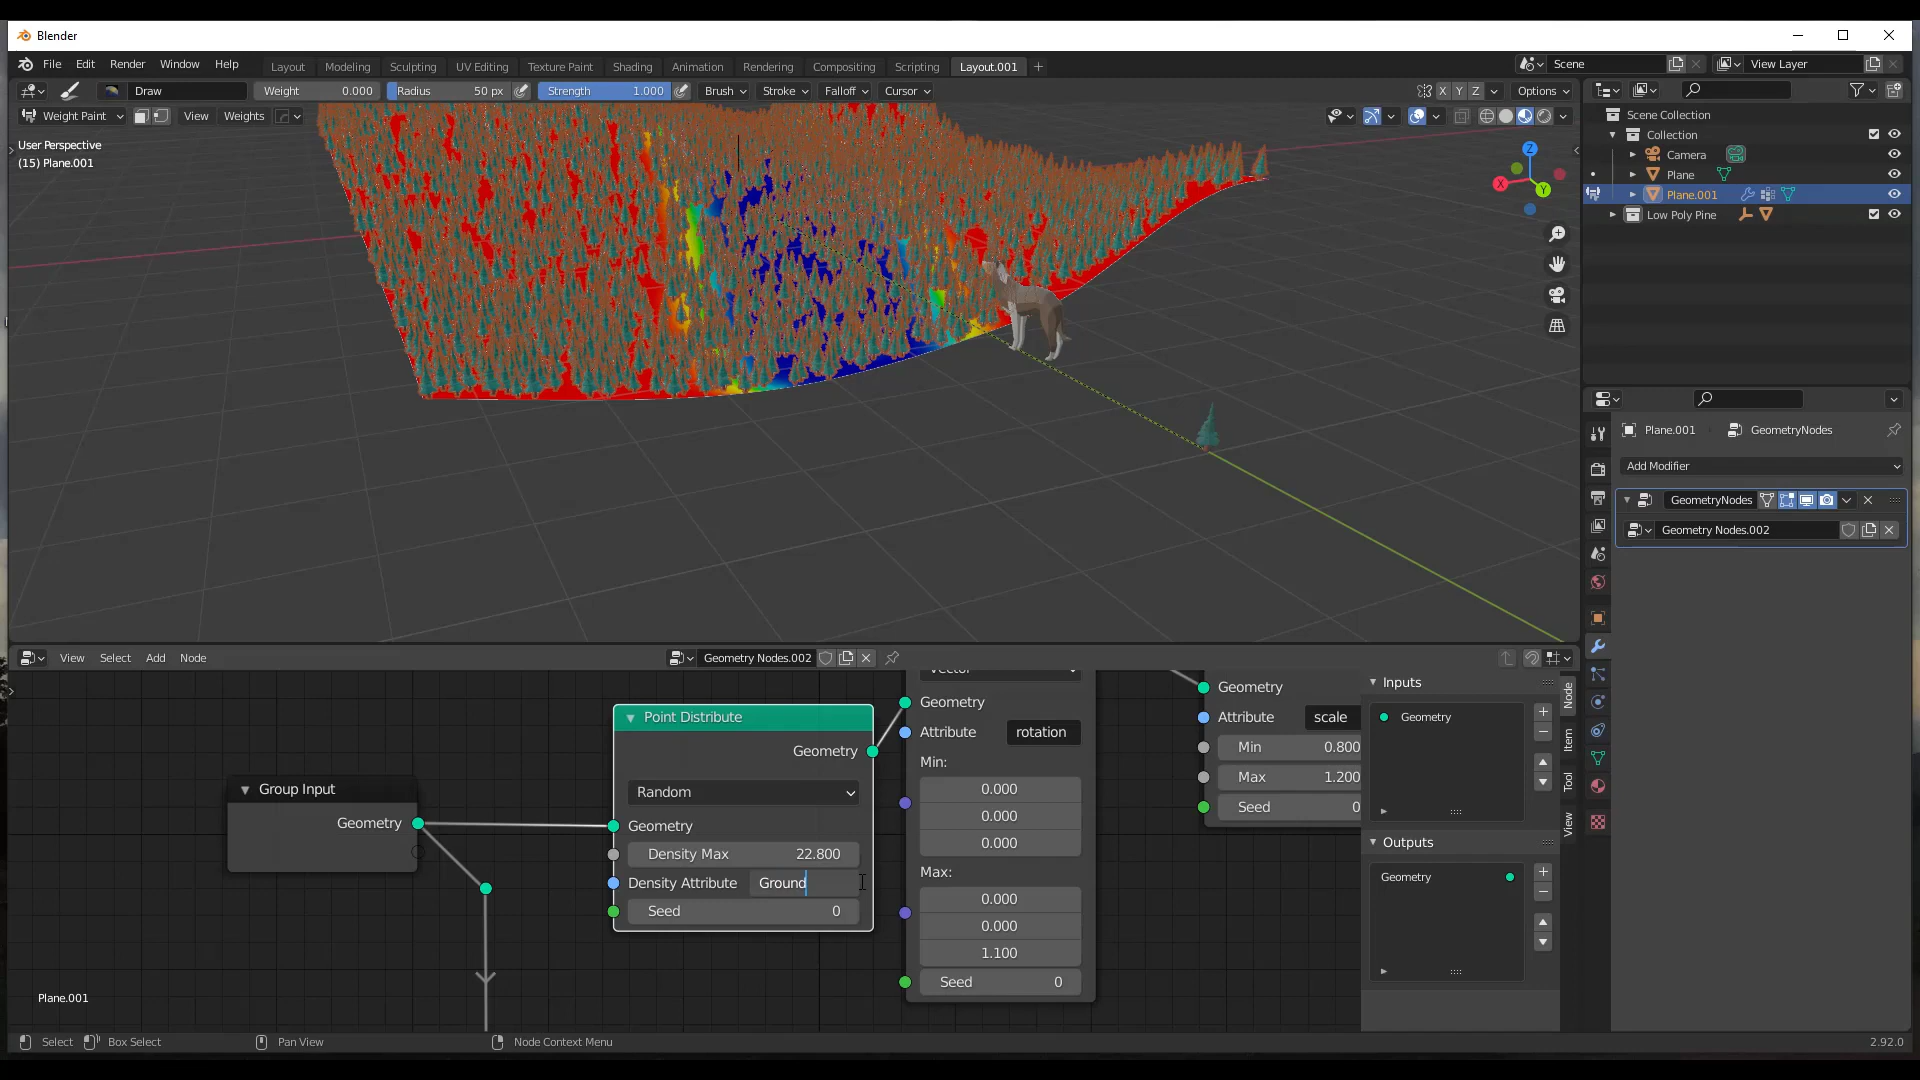 Blender
File Edit Render Window Help Layout Modeling Sculpting UV Editing Texture Paint Shading Animation Rendering Compositing Scripting Layout.001 + Scene View Layer
Draw Weight 0.000 Radius 50 px Strength 1.000 Brush Stroke Falloff Cursor X Y Z Options
Weight Paint View Weights
User Perspective
(15) Plane.001
Z
X
Y
Scene Collection
Collection
Camera
Plane
Plane.001
Low Poly Pine
Plane.001 GeometryNodes
Add Modifier
GeometryNodes
Geometry Nodes.002
View Select Add Node Geometry Nodes.002
Group Input
Geometry
Point Distribute
Geometry
Random
Geometry
Density Max 22.800
Density Attribute Ground
Seed 0
Geometry
Attribute rotation
Min:
0.000
0.000
0.000
Max:
0.000
0.000
1.100
Seed 0
Geometry
Attribute scale
Min 0.800
Max 1.200
Seed 0
Inputs
Geometry
Outputs
Geometry
Node
Item
Tool
View
Plane.001
Select Box Select Pan View Node Context Menu 2.92.0